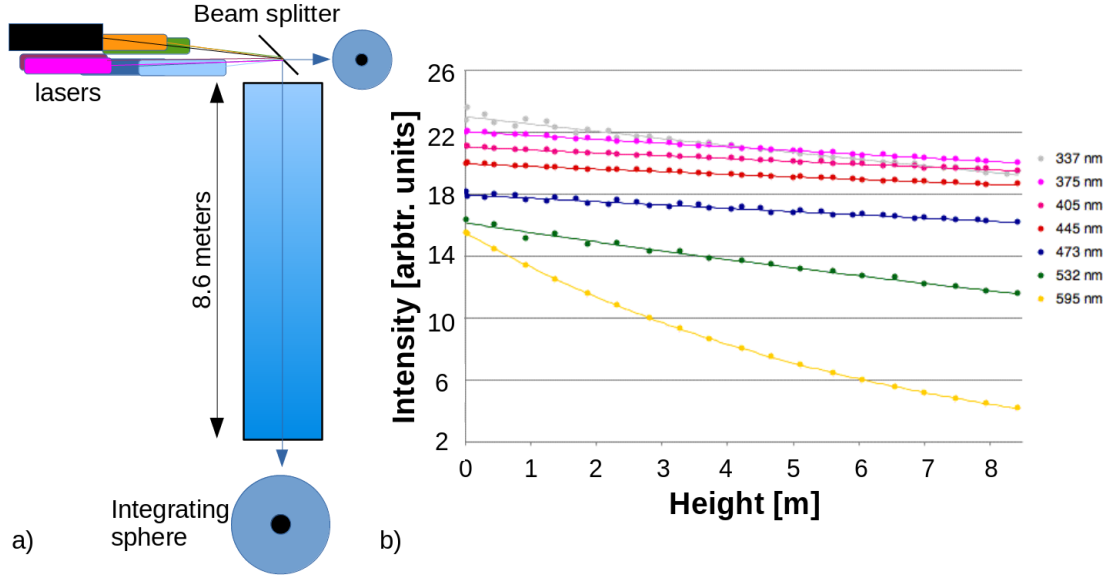 Beam splitter
lasers
8.6 meters
Integrating
sphere
a)
26
22
18
14
10
6
2
Intensity [arbtr. units]
0 1 2 3 4 5 6 7 8
Height [m]
b)
337 nm
375 nm
405 nm
445 nm
473 nm
532 nm
595 nm